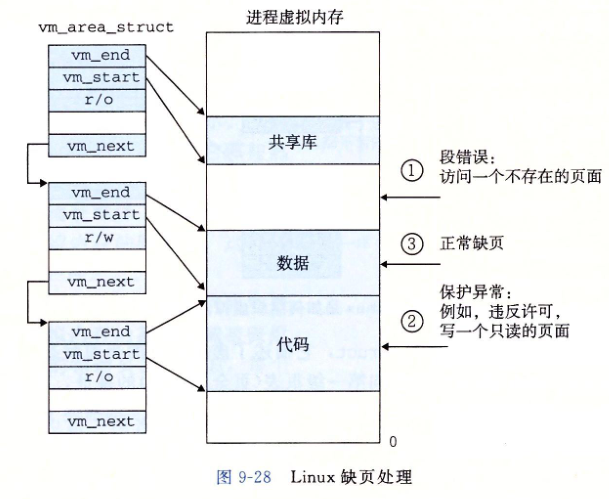 进程虚拟内存
vm_area_struct
vm_end
vm_start
r/o
vm_next
vm_end
vm_start
r/w
vm_next
vm_end
vm_start
r/o
vm_next
共享库
数据
代码
0
① 段错误：
访问一个不存在的页面
③ 正常缺页
② 保护异常：
例如，违反许可，
写一个只读的页面
图 9-28 Linux 缺页处理